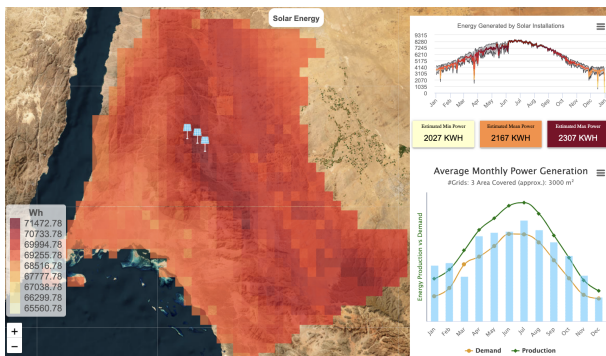 Solar Energy
Wh
71472.78
70733.78
69994.78
69255.78
68516.78
67777.78
67038.78
66299.78
65560.78
+
−
Energy Generated by Solar Installations
9315
8280
7245
6210
5175
4140
3105
2070
1035
0
Jan
Feb
Mar
Apr
May
Jun
Jul
Aug
Sep
Oct
Nov
Dec
Jan
Estimated Min Power
2027 KWH
Estimated Mean Power
2167 KWH
Estimated Max Power
2307 KWH
Average Monthly Power Generation
#Grids: 3 Area Covered (approx.): 3000 m²
Energy Production vs Demand
Jan
Feb
Mar
Apr
May
Jun
Jul
Aug
Sep
Oct
Nov
Dec
Demand
Production